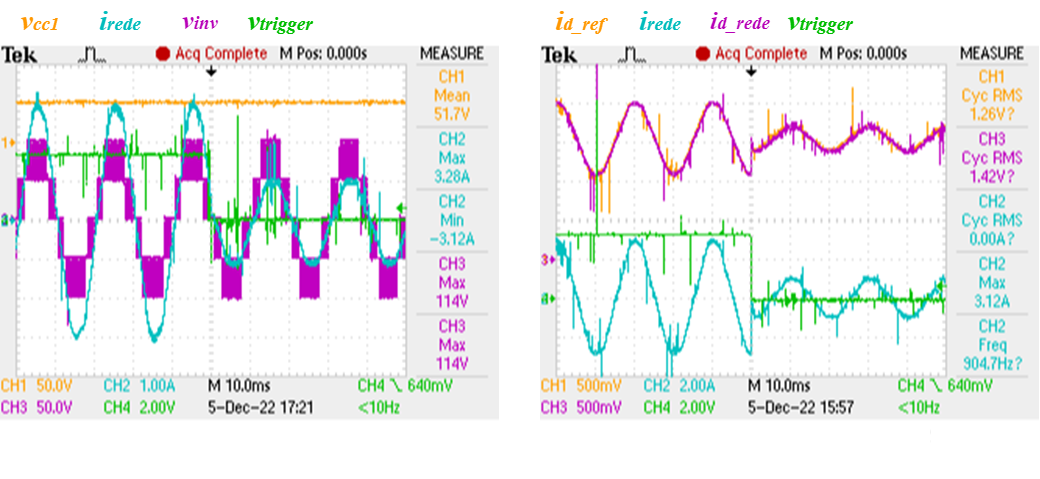 vcc1 irede vinv vtrigger
Tek Acq Complete M Pos: 0.000s MEASURE
CH1
Mean
51.7V
CH2
Max
3.28A
CH2
Min
−3.12A
CH3
Max
114V
CH3
Max
114V
1
CH1 50.0V CH2 1.00A M 10.0ms CH4 640mV
CH3 50.0V CH4 2.00V 5-Dec-22 17:21 <10Hz
id_ref irede id_rede vtrigger
Tek Acq Complete M Pos: 0.000s MEASURE
CH1
Cyc RMS
1.26V?
CH3
Cyc RMS
1.42V?
CH2
Cyc RMS
0.00A?
CH2
Max
3.12A
CH2
Freq
904.7Hz?
3
CH1 500mV CH2 2.00A M 10.0ms CH4 640mV
CH3 500mV CH4 2.00V 5-Dec-22 15:57 <10Hz